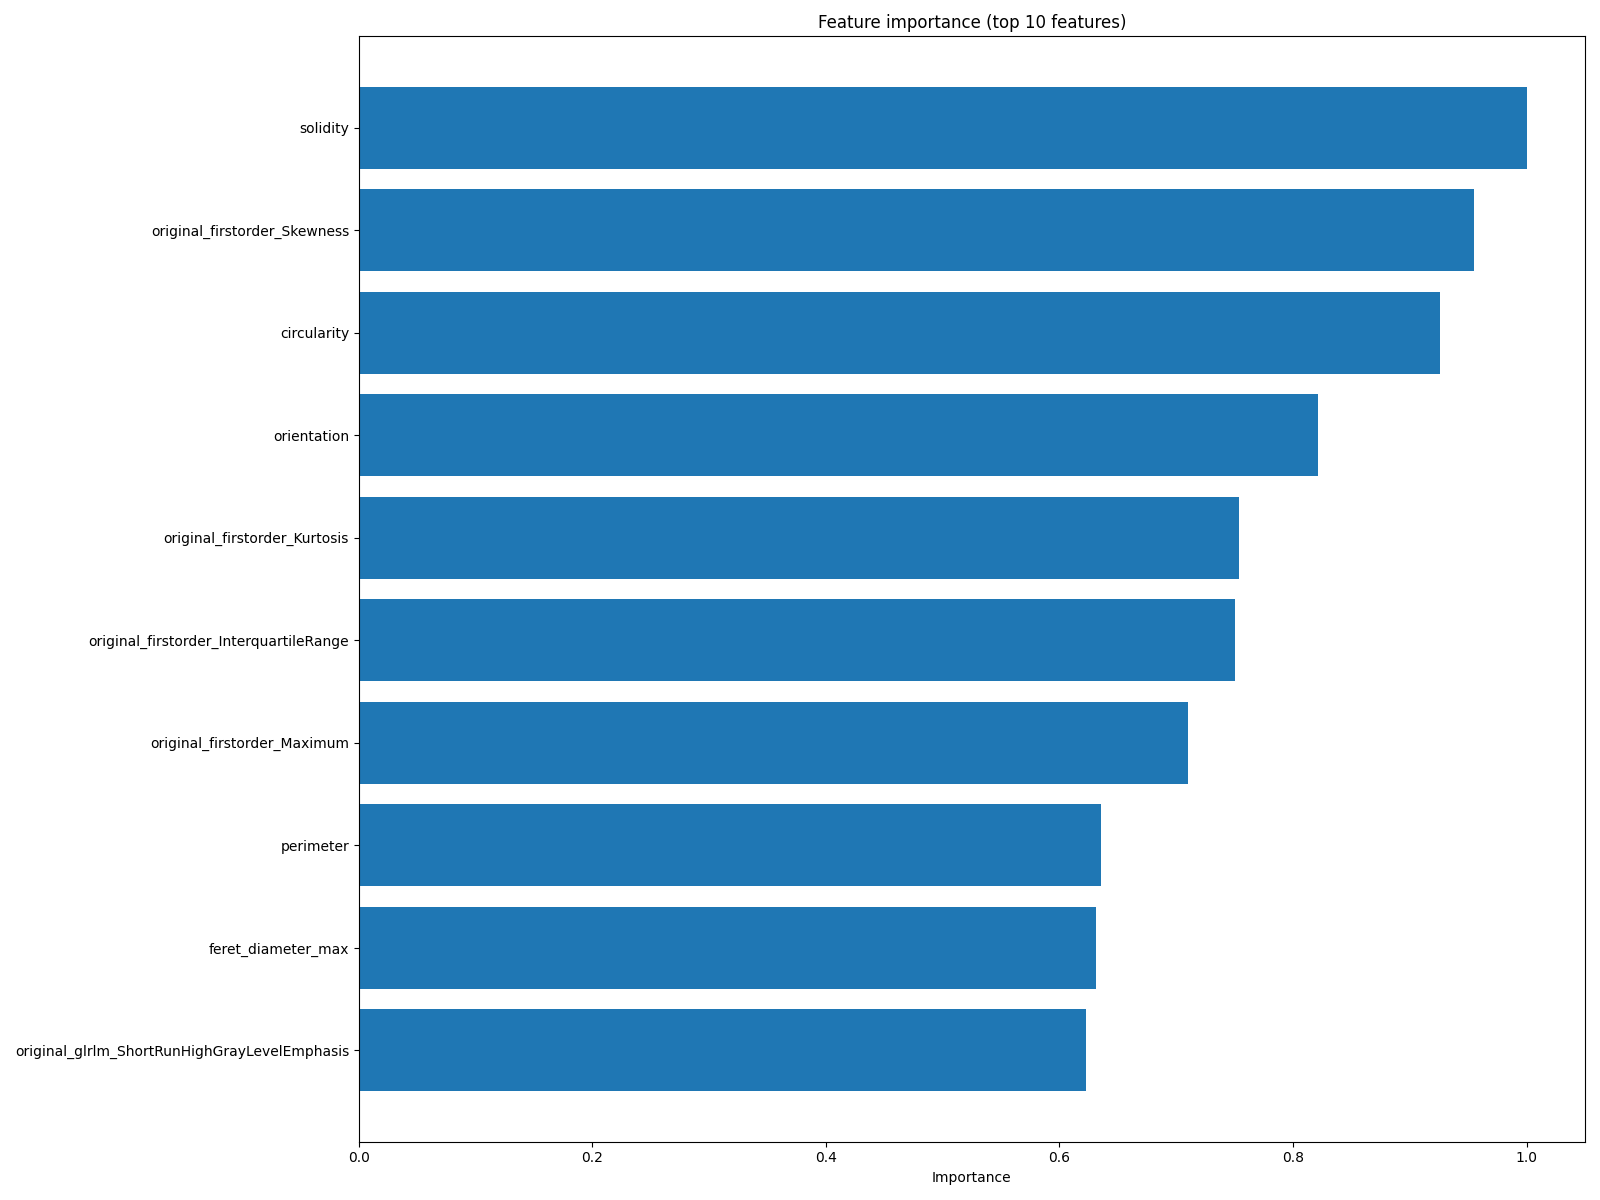 Feature importance (top 10 features)
solidity
original_firstorder_Skewness
circularity
orientation
original_firstorder_Kurtosis
original_firstorder_InterquartileRange
original_firstorder_Maximum
perimeter
feret_diameter_max
original_glrlm_ShortRunHighGrayLevelEmphasis
0.0 0.2 0.4 0.6 0.8 1.0
Importance